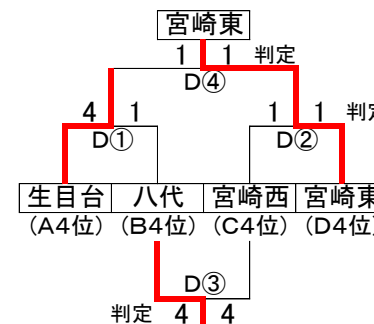 宮崎東
1 1 判定
D④
4 1 1 1 判定
D① D②
生目台 八代 宮崎西 宮崎東
(A4位) (B4位) (C4位) (D4位)
D③
判定 4 4